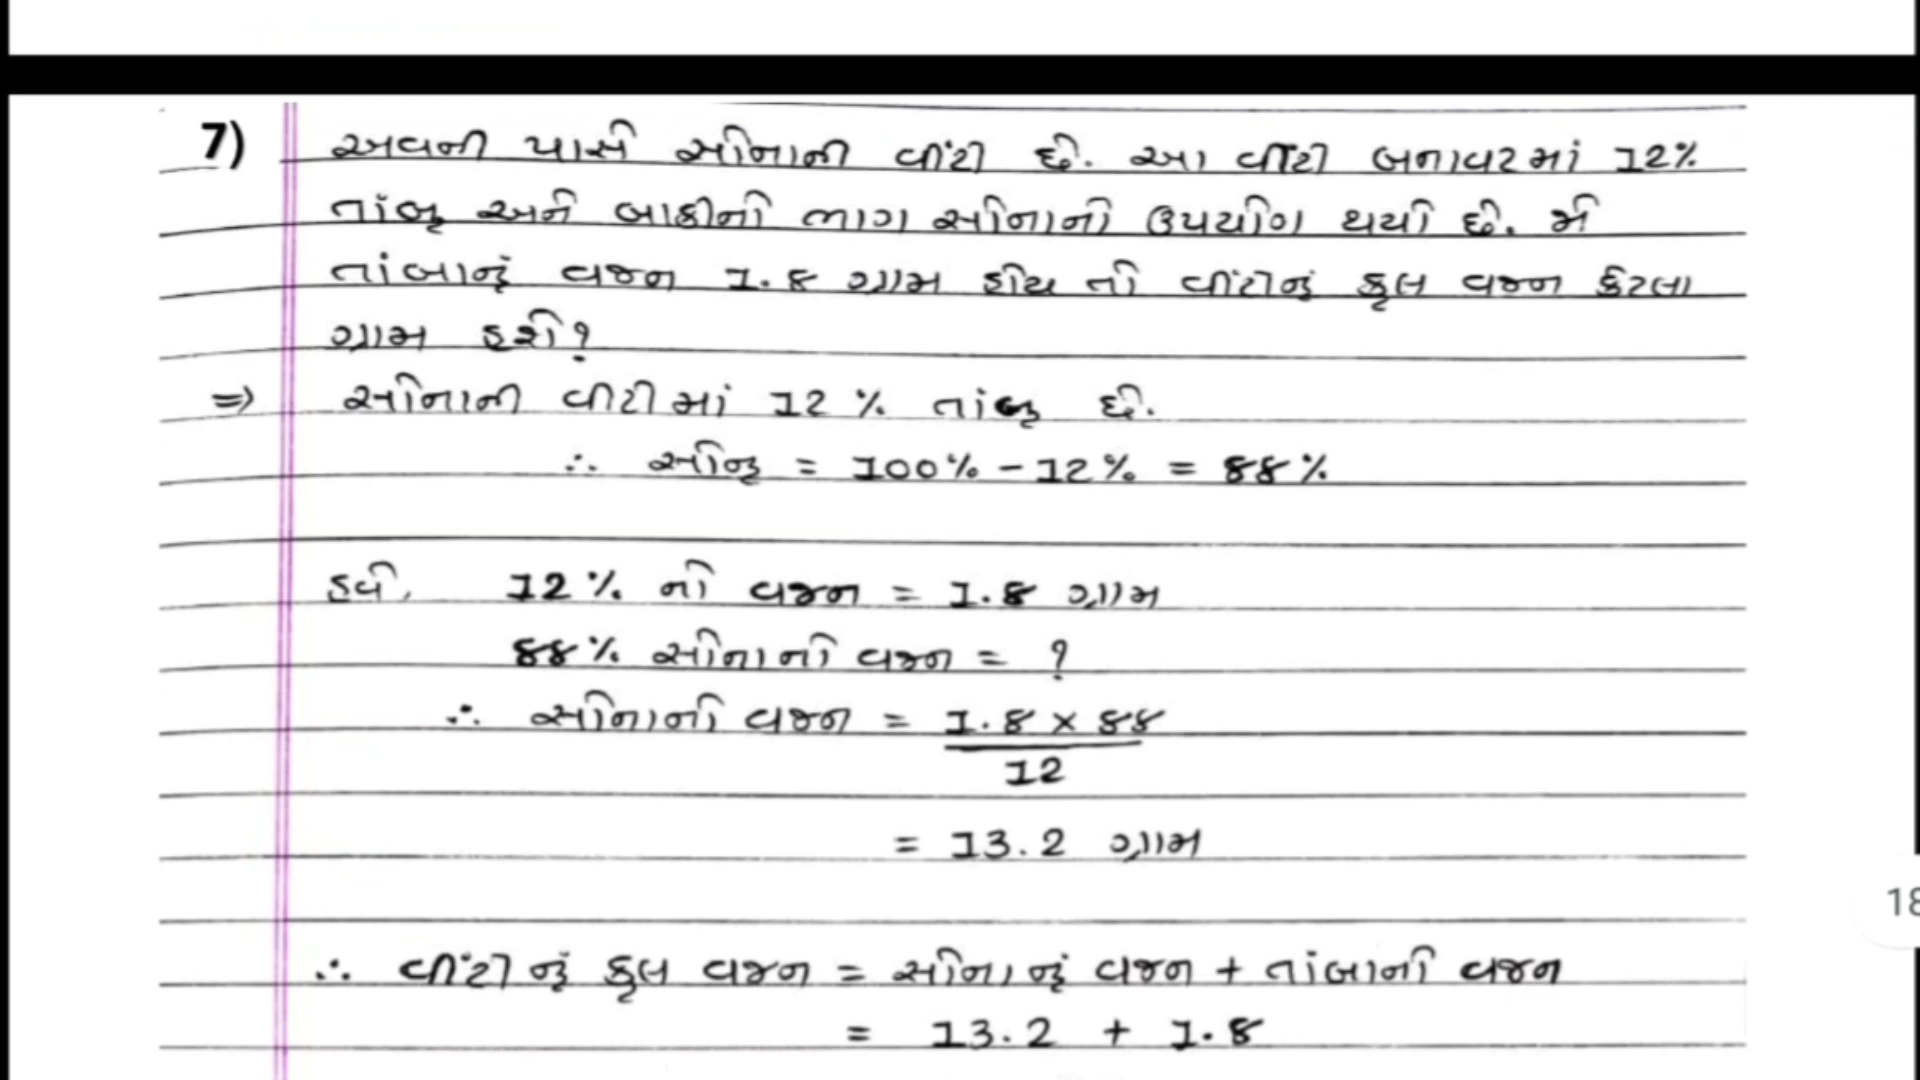 7) અવની પાસે સોનાની વીંટી છે. આ વીંટી બનાવટમાં 12%
તાંબુ અને બાકીનો ભાગ સોનાનો ઉપયોગ થયો છે. જો
તાંબાનું વજન 1.8 ગ્રામ હોય તો વીંટીનું કુલ વજન કેટલા
ગ્રામ હશે?
=> સોનાની વીટીમાં 12 % તાંબુ છે.
∴ સોનુ = 100% - 12% = 88%
હવે, 12% નો વજન = 1.8 ગ્રામ
88% સોનાનો વજન = ?
∴ સોનાનો વજન = 1.8 x 88
12
= 13.2 ગ્રામ
18
∴ વીંટીનું કુલ વજન = સોનાનું વજન + તાંબાનો વજન
= 13.2 + 1.8